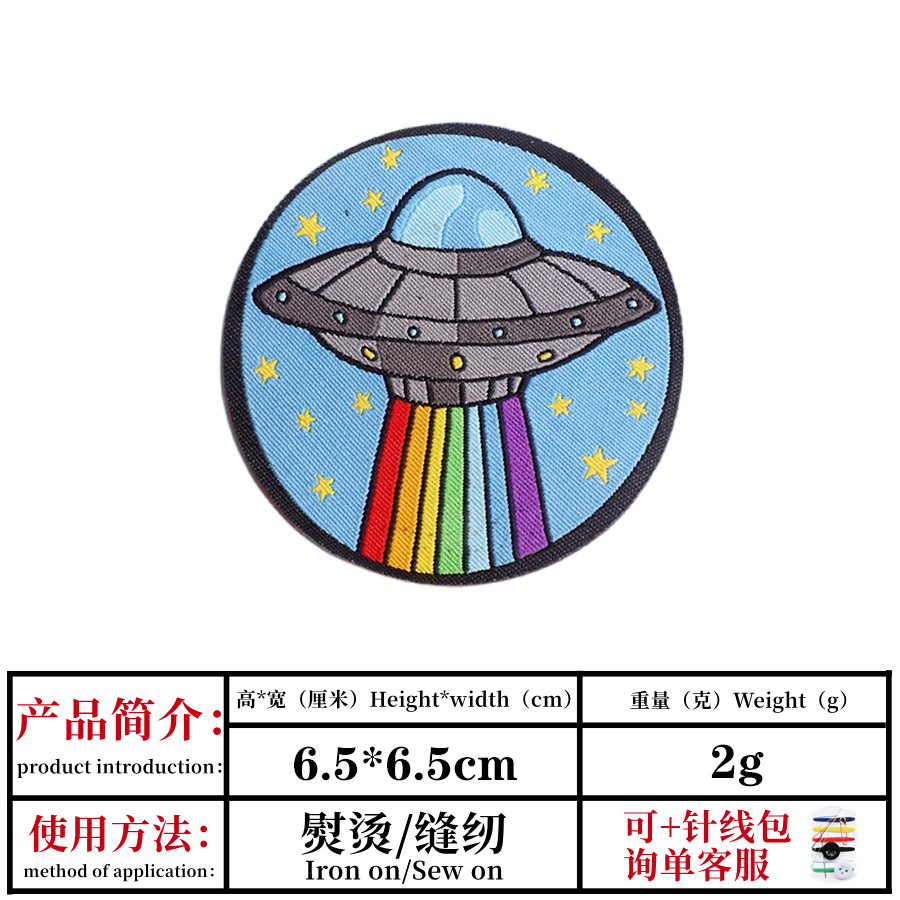 产品简介：
product introduction：
高*宽（厘米）Height*width（cm）
重量（克）Weight（g）
6.5*6.5cm
2g
使用方法：
method of application：
熨烫/缝纫
Iron on/Sew on
可+针线包
询单客服